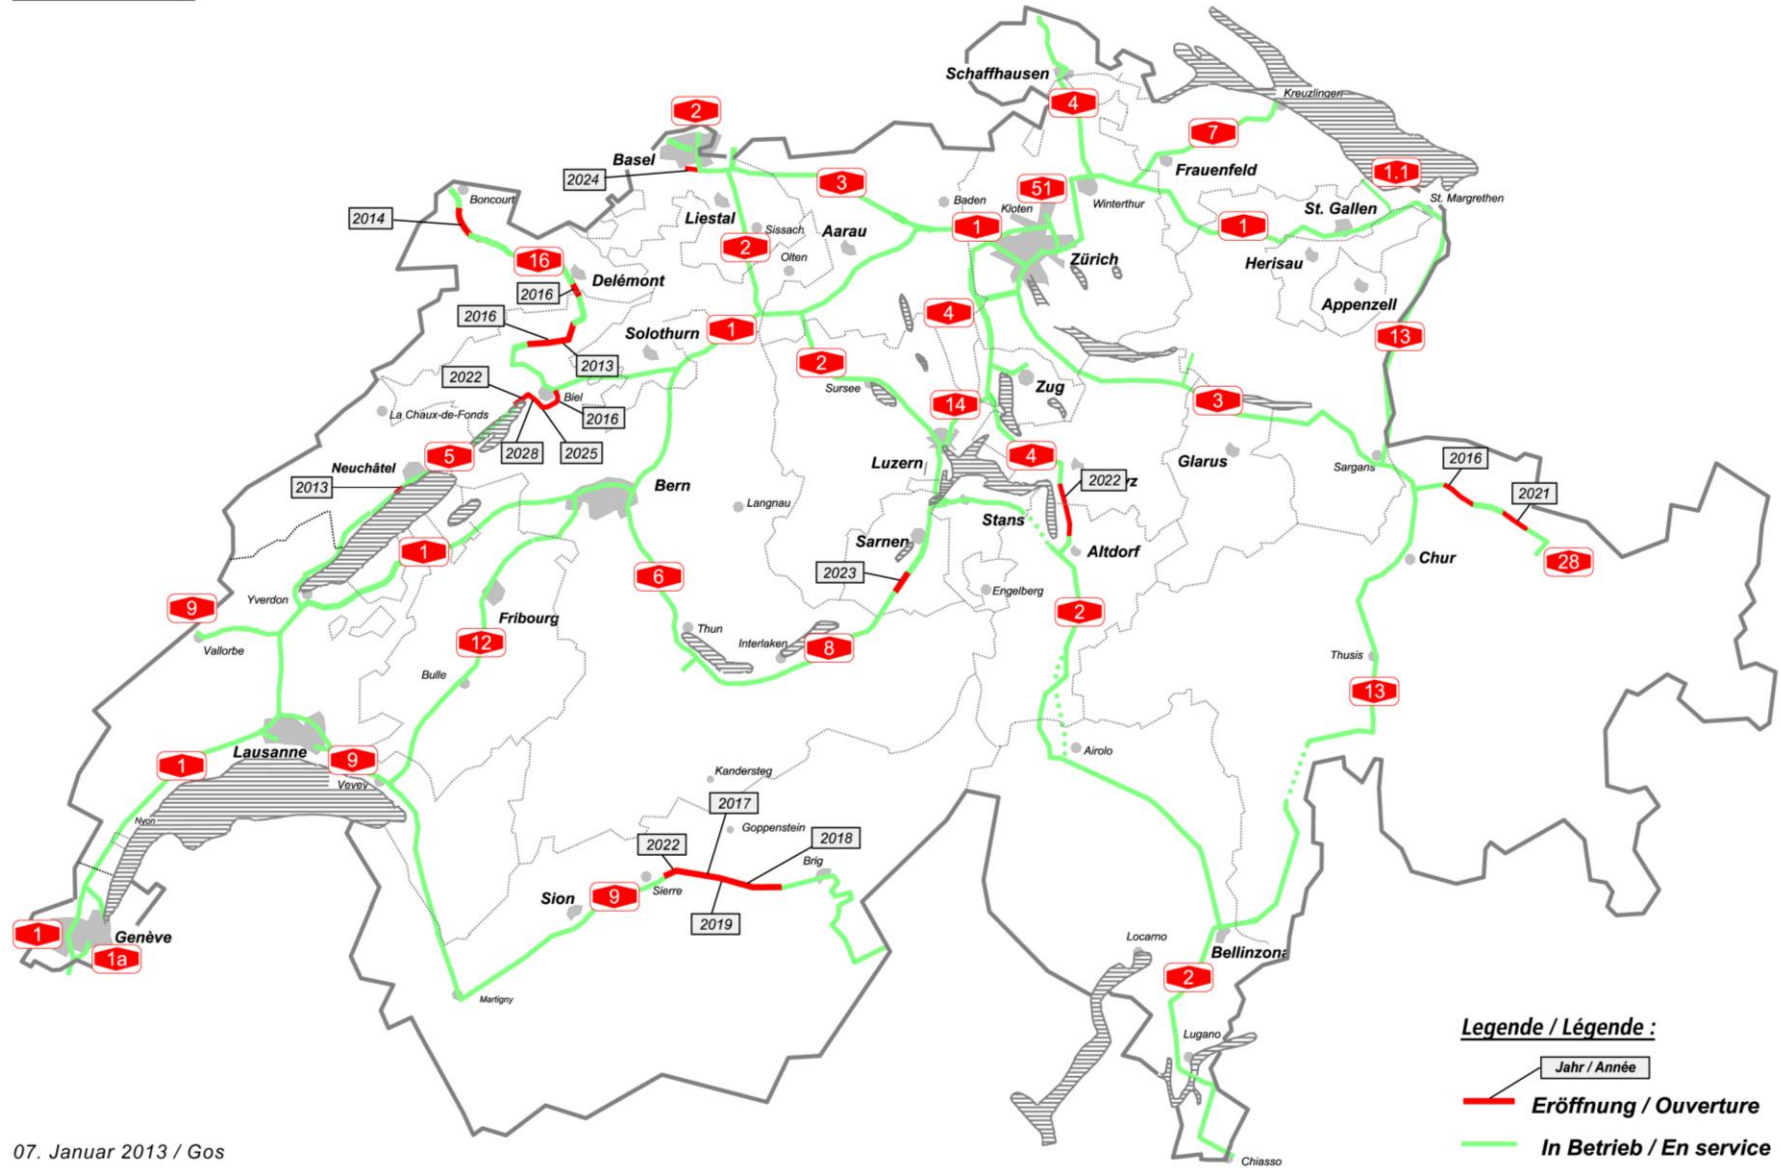 Schaffhausen
4
Kreuzlingen
2
7
Basel
Frauenfeld
2024
3
51
1.1
Boncourt
Baden
Kloten
Winterthur
St. Gallen
St. Margrethen
2014
Liestal
Sissach
Aarau
1
1
2
16
Olten
Zürich
Herisau
Delémont
2016
Appenzell
2016
Solothurn
1
4
13
2013
2
2022
Sursee
Zug
Biel
14
3
La Chaux-de-Fonds
2016
5
2028
2025
4
Neuchâtel
Luzern
Glarus
Sargans
2016
2013
Bern
2022
rz
2021
Langnau
Stans
1
Sarnen
Altdorf
28
6
2023
Chur
Engelberg
Yverdon
9
Fribourg
2
Vallorbe
12
Thun
Interlaken
8
Thusis
Bulle
13
Lausanne
Airolo
1
9
Vevey
Kandersteg
2017
Nyon
Goppenstein
2018
2022
Brig
Sierre
Sion
9
2019
1
Genève
1a
Locarno
Bellinzona
2
Martigny
Lugano
Legende / Légende :
Jahr / Année
Eröffnung / Ouverture
In Betrieb / En service
07. Januar 2013 / Gos
Chiasso